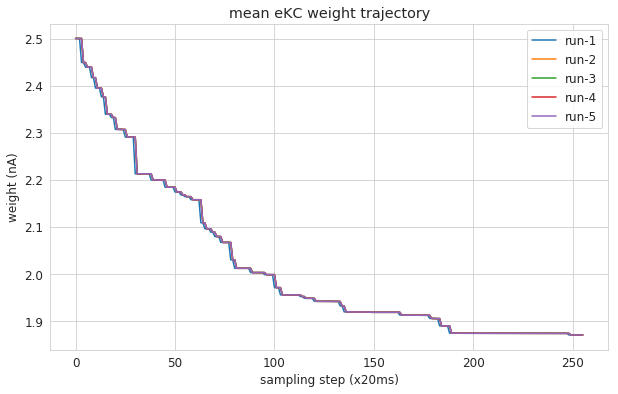 mean eKC weight trajectory
2.5
2.4
2.3
2.2
2.1
2.0
1.9
weight (nA)
run-1
run-2
run-3
run-4
run-5
0
50
100
150
200
250
sampling step (x20ms)